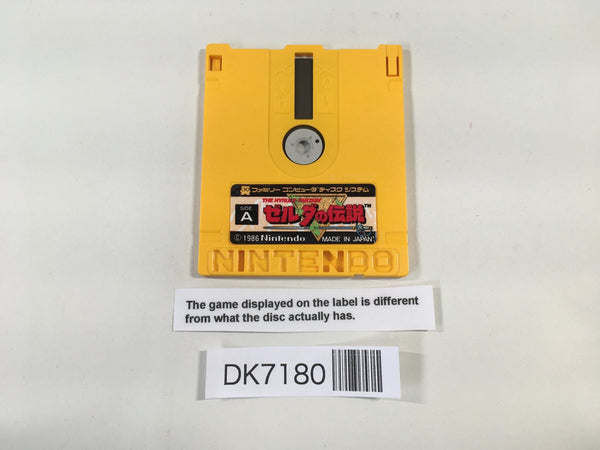 ファミリー コンピュータ ディスク システム
SIDE A
THE HYRULE FANTASY
ゼルダの伝説 TM
© 1986 Nintendo MADE IN JAPAN
NINTENDO
The game displayed on the label is different
from what the disc actually has.
DK7180